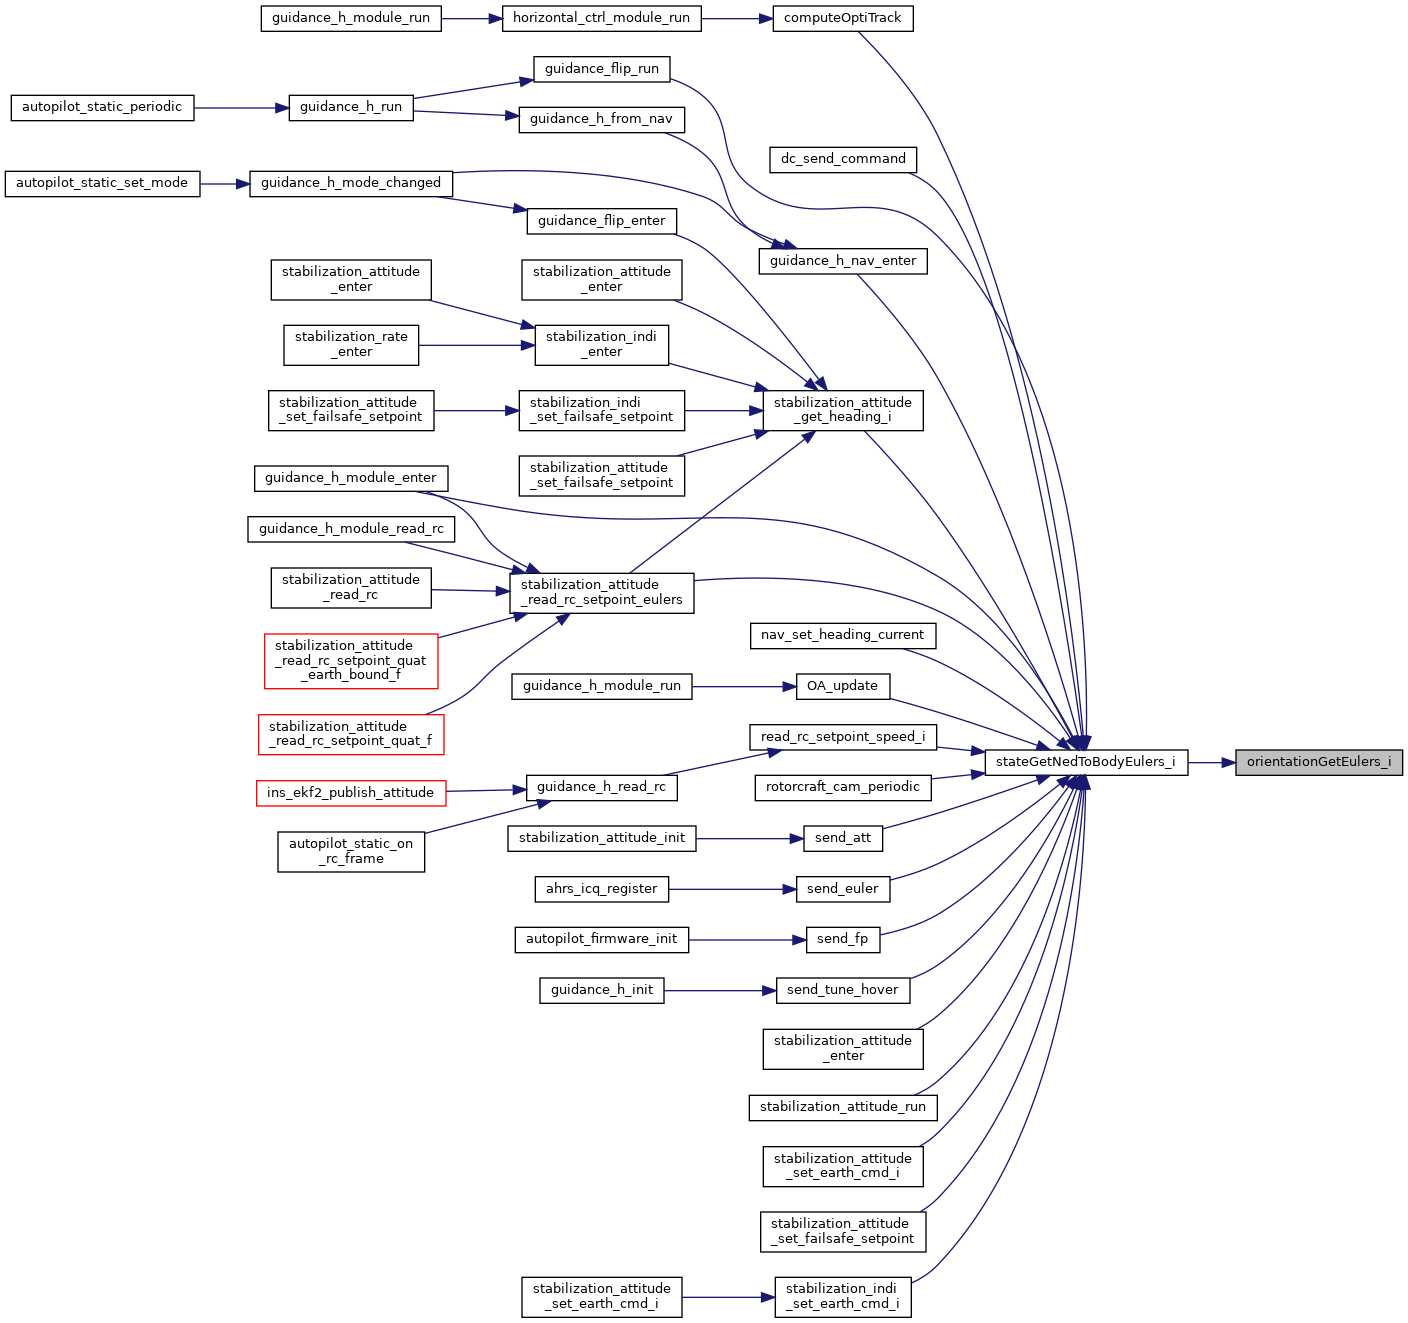 guidance_h_module_run
horizontal_ctrl_module_run
computeOptiTrack
guidance_flip_run
autopilot_static_periodic
guidance_h_run
guidance_h_from_nav
dc_send_command
autopilot_static_set_mode
guidance_h_mode_changed
guidance_flip_enter
guidance_h_nav_enter
stabilization_attitude
_enter
stabilization_attitude
_enter
stabilization_rate
_enter
stabilization_indi
_enter
stabilization_attitude
_set_failsafe_setpoint
stabilization_indi
_set_failsafe_setpoint
stabilization_attitude
_get_heading_i
stabilization_attitude
_set_failsafe_setpoint
guidance_h_module_enter
guidance_h_module_read_rc
stabilization_attitude
_read_rc
stabilization_attitude
_read_rc_setpoint_eulers
stabilization_attitude
_read_rc_setpoint_quat
_earth_bound_f
nav_set_heading_current
guidance_h_module_run
OA_update
stabilization_attitude
_read_rc_setpoint_quat_f
read_rc_setpoint_speed_i
stateGetNedToBodyEulers_i
orientationGetEulers_i
ins_ekf2_publish_attitude
guidance_h_read_rc
rotorcraft_cam_periodic
autopilot_static_on
_rc_frame
stabilization_attitude_init
send_att
ahrs_icq_register
send_euler
autopilot_firmware_init
send_fp
guidance_h_init
send_tune_hover
stabilization_attitude
_enter
stabilization_attitude_run
stabilization_attitude
_set_earth_cmd_i
stabilization_attitude
_set_failsafe_setpoint
stabilization_attitude
_set_earth_cmd_i
stabilization_indi
_set_earth_cmd_i